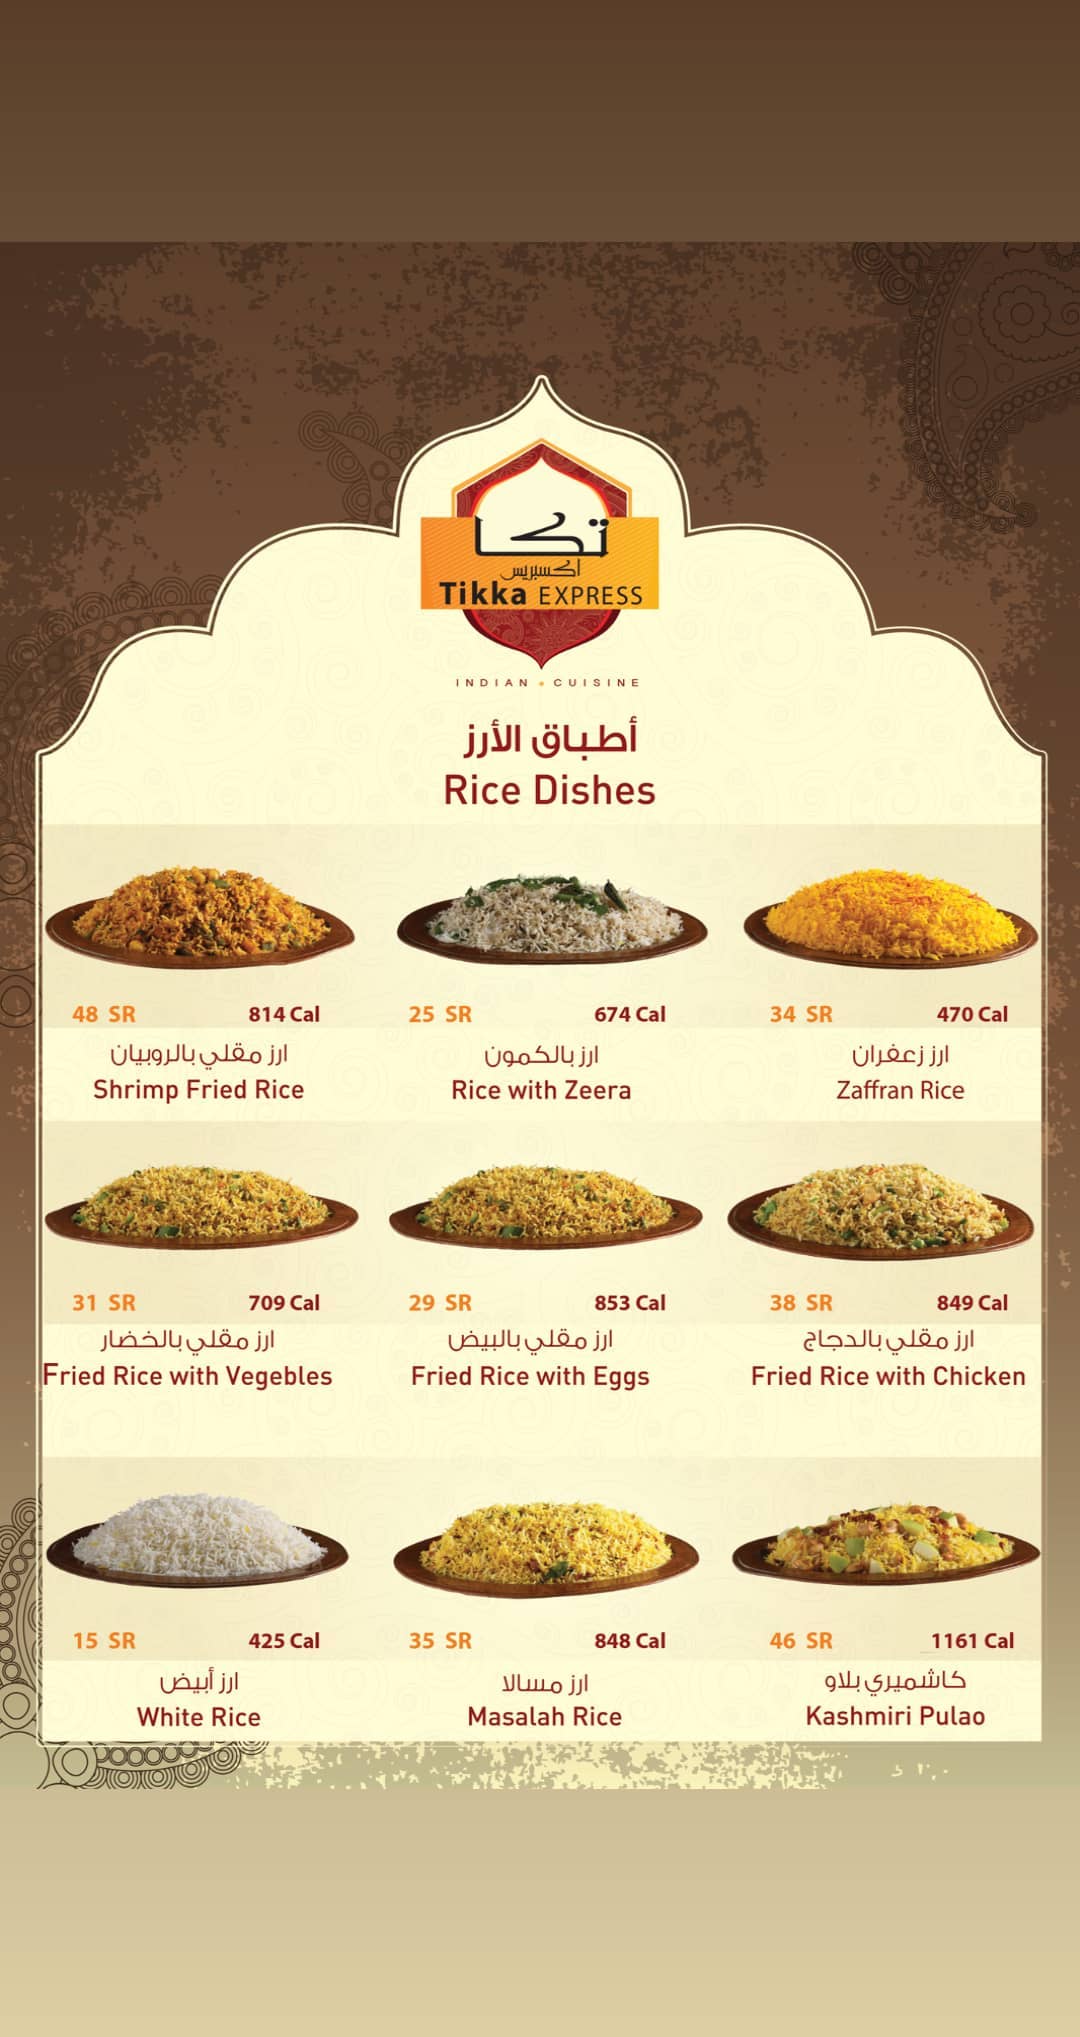 تكا
اكسبريس
Tikka EXPRESS
INDIAN • CUISINE
أطباق الأرز
Rice Dishes
48 SR 814 Cal
ارز مقلي بالروبيان
Shrimp Fried Rice
25 SR 674 Cal
ارز بالكمون
Rice with Zeera
34 SR 470 Cal
ارز زعفران
Zaffran Rice
31 SR 709 Cal
ارز مقلي بالخضار
Fried Rice with Vegebles
29 SR 853 Cal
ارز مقلي بالبيض
Fried Rice with Eggs
38 SR 849 Cal
ارز مقلي بالدجاج
Fried Rice with Chicken
15 SR 425 Cal
ارز أبيض
White Rice
35 SR 848 Cal
ارز مسالا
Masalah Rice
46 SR 1161 Cal
كاشميري بلاو
Kashmiri Pulao